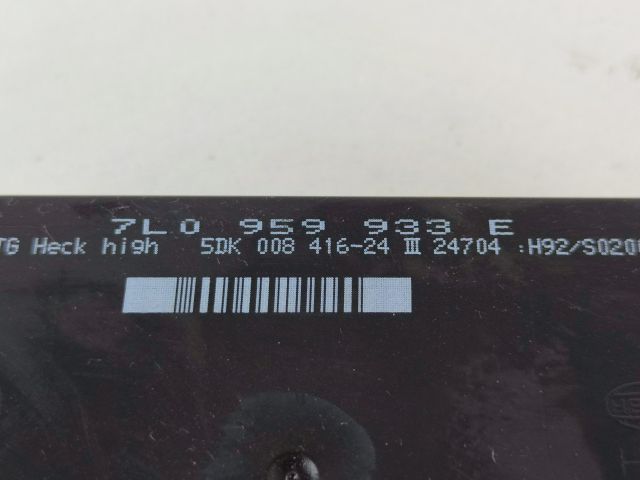 7L0 959 933 E
TG Heck high 5DK 008 416-24 III 24704 :H92/S020